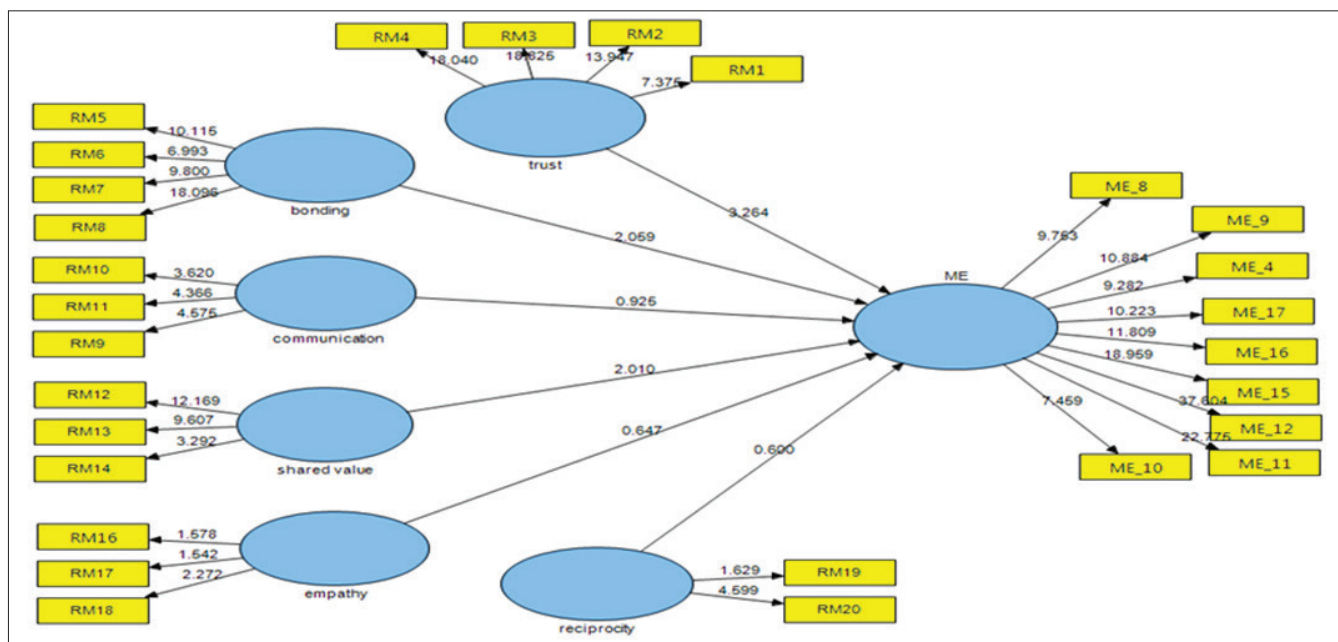 RM4
RM3
RM2
RM1
18.040
18.825
13.947
7.375
trust
RM5
RM6
RM7
RM8
10.115
6.993
9.800
18.096
bonding
RM10
RM11
RM9
3.620
4.366
4.575
communication
RM12
RM13
RM14
12.169
9.607
3.292
shared value
RM16
RM17
RM18
1.578
1.542
2.272
empathy
RM19
RM20
1.629
4.599
reciprocity
3.264
2.059
0.925
2.010
0.647
0.600
ME
ME_8
ME_9
ME_4
ME_17
ME_16
ME_15
ME_12
ME_11
ME_10
9.763
10.884
9.282
10.223
11.809
18.959
37.604
22.775
7.459